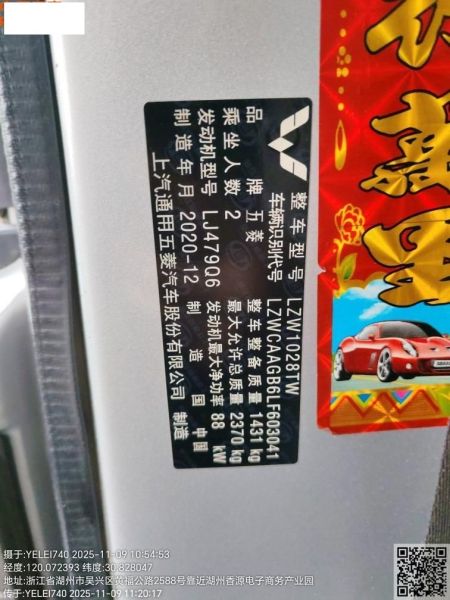 整车型号 LZW1028TW
车辆识别代号 LZWCAAGB6LF603041
品牌 五菱 整车整备质量 1431 kg
乘坐人数 2 最大允许总质量 2370 kg
发动机型号 LJ479Q6 发动机最大净功率 88 kW
制造年月 2020-12 制造国 中国
上汽通用五菱汽车股份有限公司 制造
摄于:YELEI740 2025-11-09 10:54:53
经度:120.072393 纬度:30.828047
地址:浙江省湖州市吴兴区黄福公路2588号靠近湖州香源电子商务产业园
传于:YELEI740 2025-11-09 11:20:17